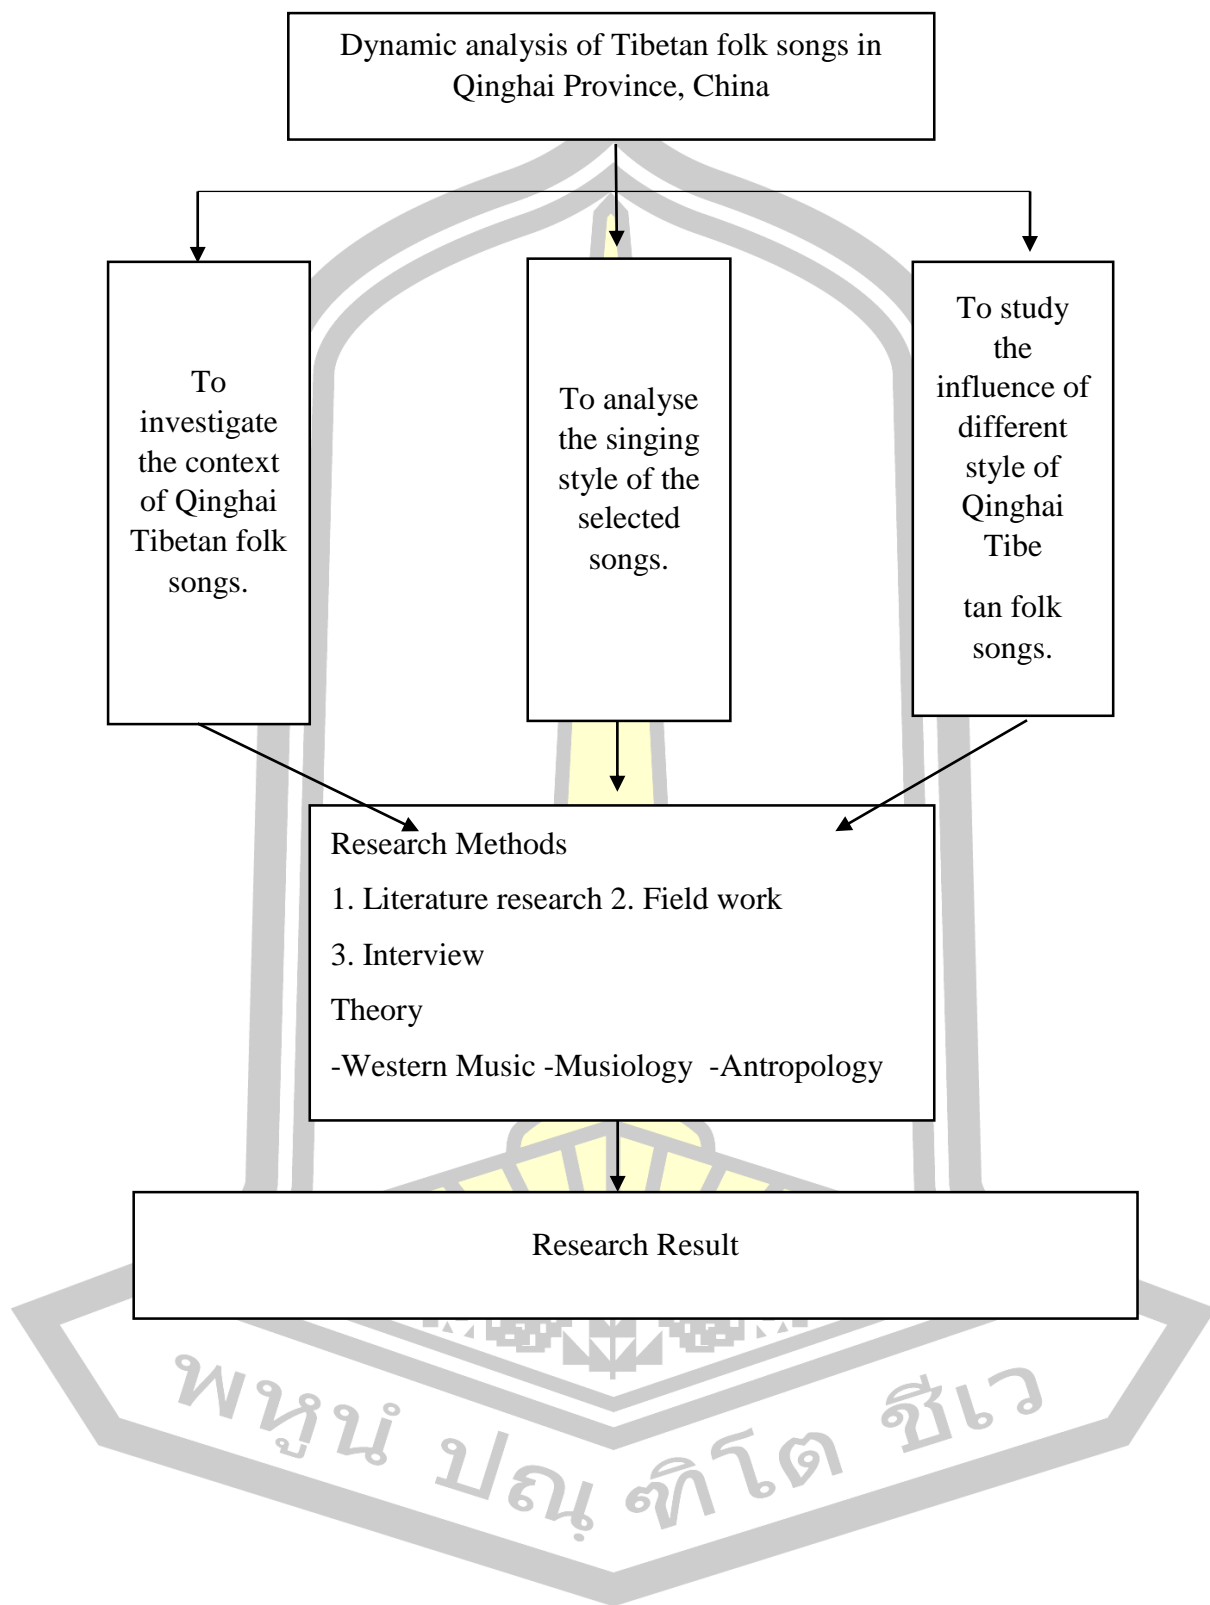 Dynamic analysis of Tibetan folk songs in
Qinghai Province, China
To
investigate
the context
of Qinghai
Tibetan folk
songs.
To analyse
the singing
style of the
selected
songs.
To study
the
influence of
different
style of
Qinghai
Tibe
tan folk
songs.
Research Methods
1. Literature research 2. Field work
3. Interview
Theory
-Western Music -Musiology -Antropology
Research Result
พหูนํ ปณฺฑิโต ชีเว